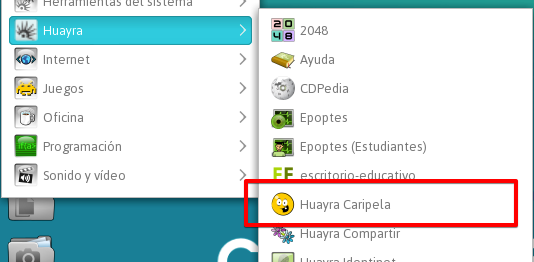 Herramientas del sistema
Huayra
Internet
Juegos
Oficina
Programación
Sonido y vídeo
2048
Ayuda
CDPedia
Epoptes
Epoptes (Estudiantes)
escritorio-educativo
Huayra Caripela
Huayra Compartir
Huayra Identinet